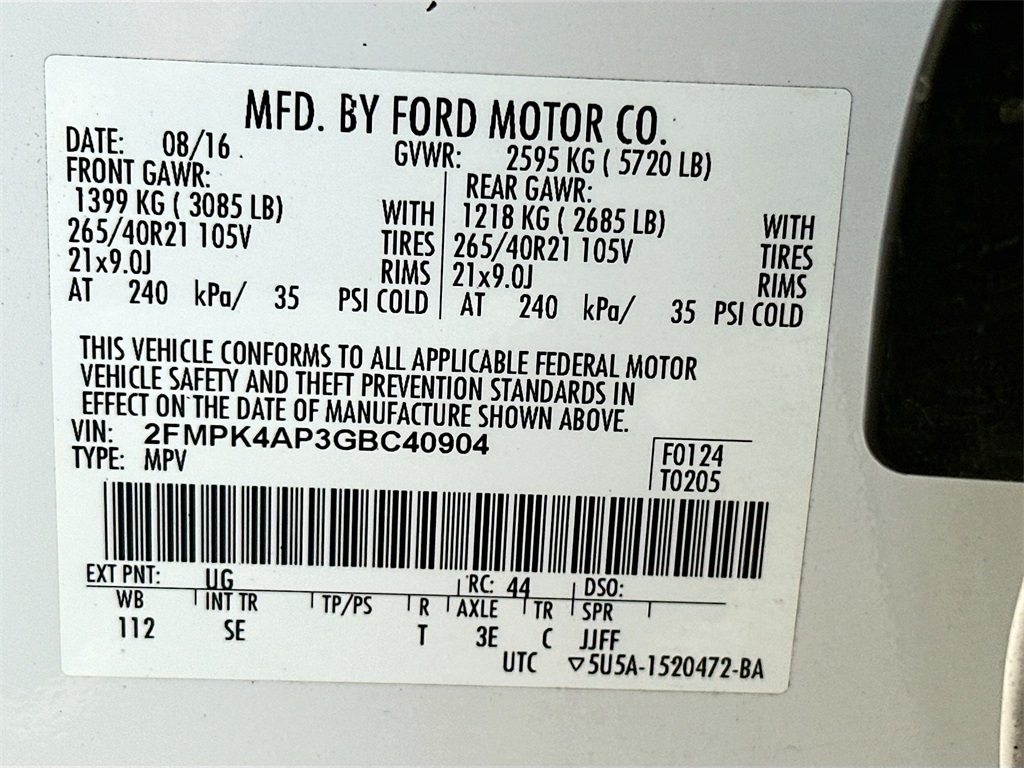 MFD. BY FORD MOTOR CO.
DATE: 08/16
GVWR: 2595 KG ( 5720 LB)
FRONT GAWR:
REAR GAWR:
1399 KG ( 3085 LB) WITH
1218 KG ( 2685 LB) WITH
265/40R21 105V TIRES
265/40R21 105V TIRES
21x9.0J RIMS
21x9.0J RIMS
AT 240 kPa/ 35 PSI COLD
AT 240 kPa/ 35 PSI COLD
THIS VEHICLE CONFORMS TO ALL APPLICABLE FEDERAL MOTOR
VEHICLE SAFETY AND THEFT PREVENTION STANDARDS IN
EFFECT ON THE DATE OF MANUFACTURE SHOWN ABOVE.
VIN: 2FMPK4AP3GBC40904
TYPE: MPV
F0124
T0205
EXT PNT: UG RC: 44 DSO:
WB INT TR TP/PS R AXLE TR SPR
112 SE T 3E C JJFF
UTC ▽5U5A-1520472-BA